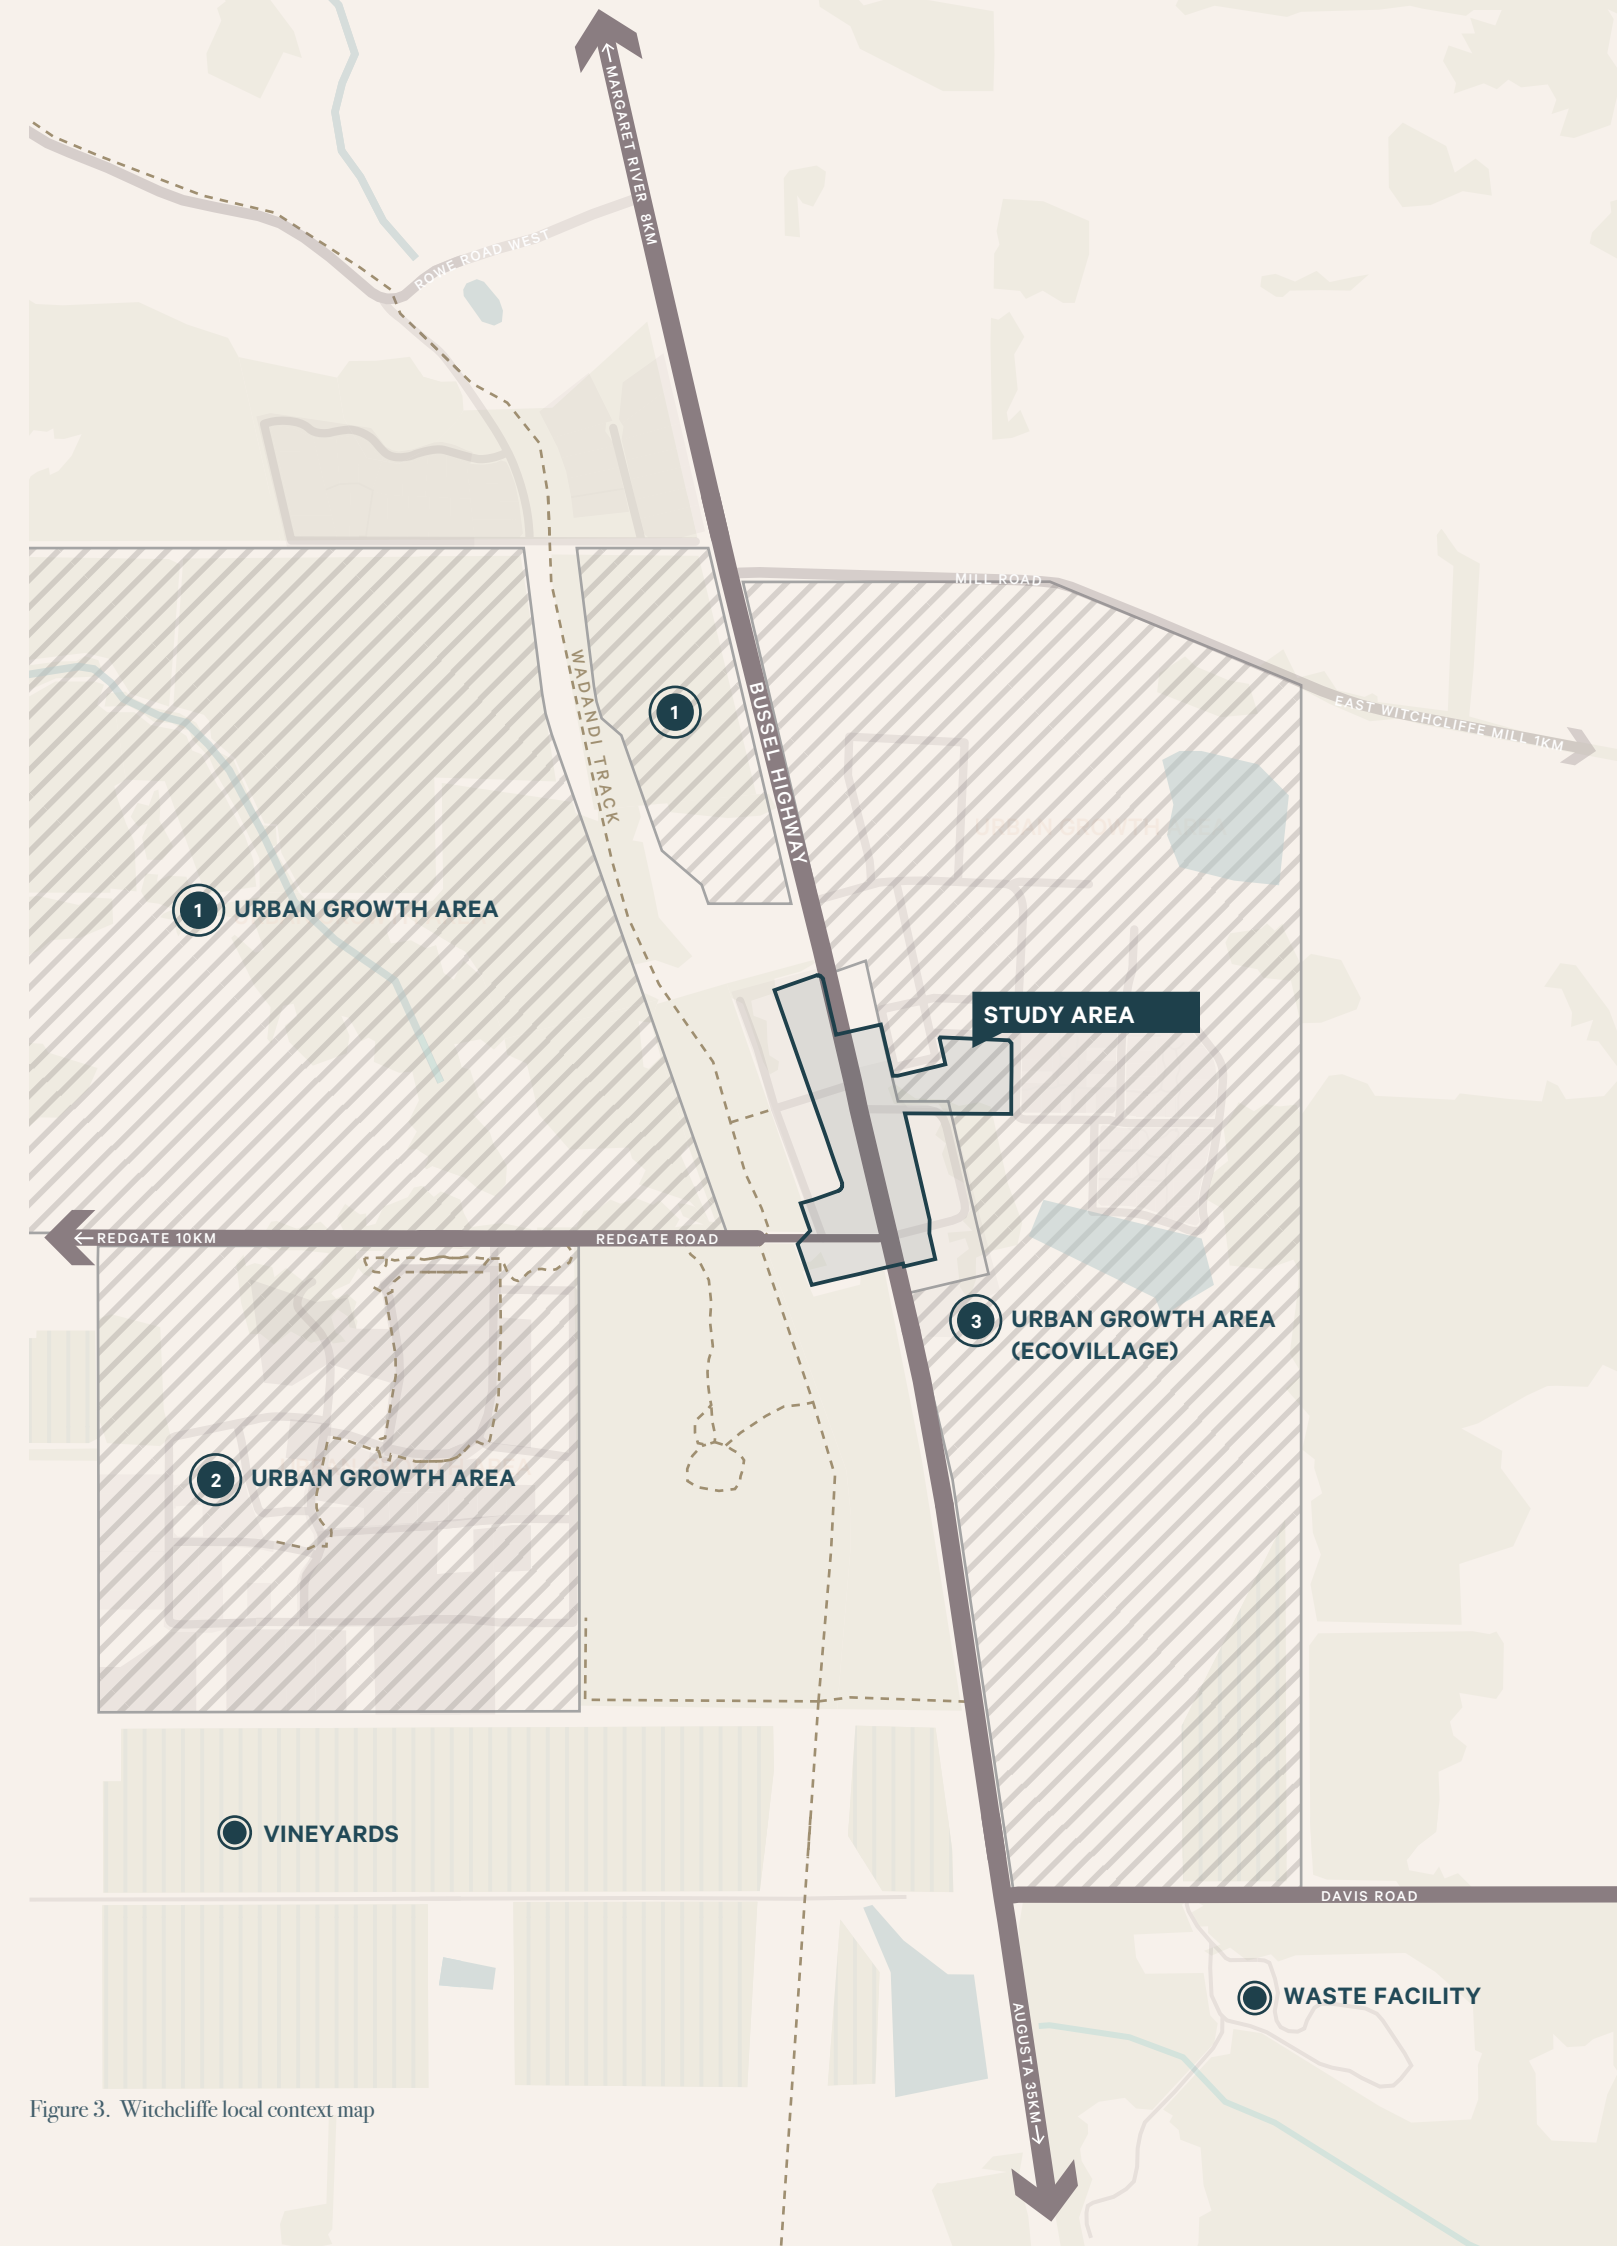 ← MARGARET RIVER 8KM
ROWE ROAD WEST
MILL ROAD
WADANDI TRACK
1
BUSSEL HIGHWAY
EAST WITCHCLIFFE MILL 1KM
URBAN GROWTH
1 URBAN GROWTH AREA
STUDY AREA
← REDGATE 10KM
REDGATE ROAD
3 URBAN GROWTH AREA
(ECOVILLAGE)
2 URBAN GROWTH AREA
VINEYARDS
DAVIS ROAD
WASTE FACILITY
AUGUSTA 35KM →
Figure 3. Witchcliffe local context map